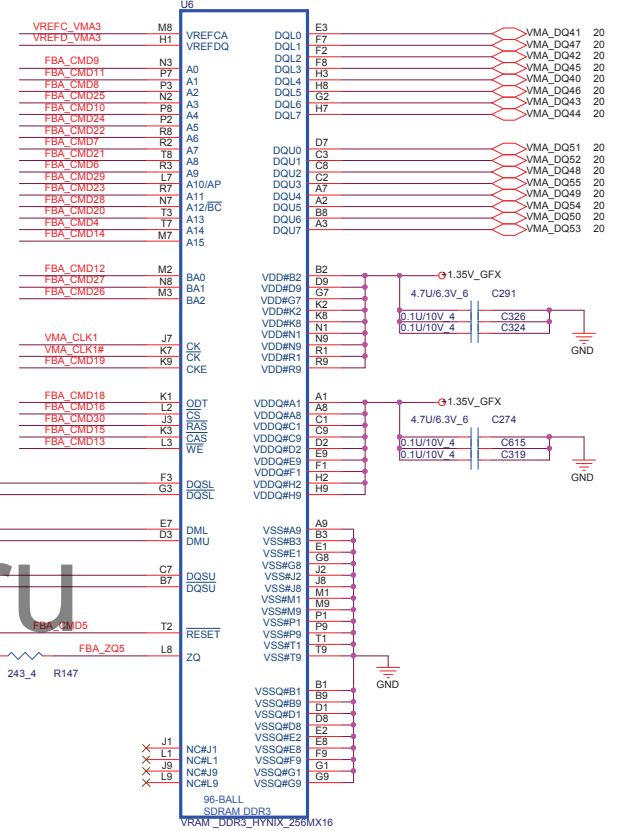 U6
VREFC_VMA3 M8 VREFCA DQL0 E3 VMA_DQ41 20
VREFD_VMA3 H1 VREFDQ DQL1 F7 VMA_DQ47 20
DQL2 F2 VMA_DQ42 20
FBA_CMD9 N3 A0 DQL3 F8 VMA_DQ45 20
FBA_CMD11 P7 A1 DQL4 H3 VMA_DQ40 20
FBA_CMD8 P3 A2 DQL5 H8 VMA_DQ46 20
FBA_CMD25 N2 A3 DQL6 G2 VMA_DQ43 20
FBA_CMD10 P8 A4 DQL7 H7 VMA_DQ44 20
FBA_CMD24 P2 A5
FBA_CMD22 R8 A6
FBA_CMD7 R2 A7 DQU0 D7 VMA_DQ51 20
FBA_CMD21 T8 A8 DQU1 C3 VMA_DQ52 20
FBA_CMD6 R3 A9 DQU2 C8 VMA_DQ48 20
FBA_CMD29 L7 A10/AP DQU3 C2 VMA_DQ55 20
FBA_CMD23 R7 A11 DQU4 A7 VMA_DQ49 20
FBA_CMD28 N7 A12/BC DQU5 A2 VMA_DQ54 20
FBA_CMD20 T3 A13 DQU6 B8 VMA_DQ50 20
FBA_CMD4 T7 A14 DQU7 A3 VMA_DQ53 20
FBA_CMD14 M7 A15
FBA_CMD12 M2 BA0 VDD#B2 B2 +1.35V_GFX
FBA_CMD27 N8 BA1 VDD#D9 D9
FBA_CMD26 M3 BA2 VDD#G7 G7 4.7U/6.3V_6 C291
VDD#K2 K2
VDD#K8 K8 0.1U/10V_4 C326
VDD#N1 N1 0.1U/10V_4 C324
VMA_CLK1 J7 CK VDD#N9 N9
VMA_CLK1# K7 CK VDD#R1 R1 GND
FBA_CMD19 K9 CKE VDD#R9 R9
FBA_CMD18 K1 ODT VDDQ#A1 A1 +1.35V_GFX
FBA_CMD16 L2 CS VDDQ#A8 A8
FBA_CMD30 J3 RAS VDDQ#C1 C1 4.7U/6.3V_6 C274
FBA_CMD15 K3 CAS VDDQ#C9 C9
FBA_CMD13 L3 WE VDDQ#D2 D2 0.1U/10V_4 C615
VDDQ#E9 E9 0.1U/10V_4 C319
VDDQ#F1 F1
F3 DQSL VDDQ#H2 H2 GND
G3 DQSL VDDQ#H9 H9
E7 DML VSS#A9 A9
D3 DMU VSS#B3 B3
VSS#E1 E1
VSS#G8 G8
C7 DQSU VSS#J2 J2
B7 DQSU VSS#J8 J8
VSS#M1 M1
VSS#M9 M9
VSS#P1 P1
FBA_CMD5 T2 RESET VSS#P9 P9
VSS#T1 T1
FBA_ZQ5 L8 ZQ VSS#T9 T9
243_4 R147 GND
VSSQ#B1 B1
VSSQ#B9 B9
VSSQ#D1 D1
VSSQ#D8 D8
VSSQ#E2 E2
J1 NC#J1 VSSQ#E8 E8
L1 NC#L1 VSSQ#F9 F9
J9 NC#J9 VSSQ#G1 G1
L9 NC#L9 VSSQ#G9 G9
96-BALL
SDRAM DDR3
VRAM _DDR3_HYNIX_256MX16